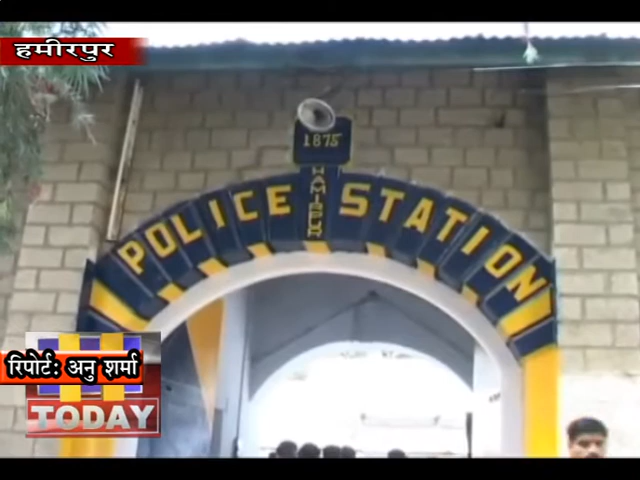 हमीरपुर
1875
HAMIRPUR
POLICE STATION
रिपोर्ट: अनु शर्मा
TODAY